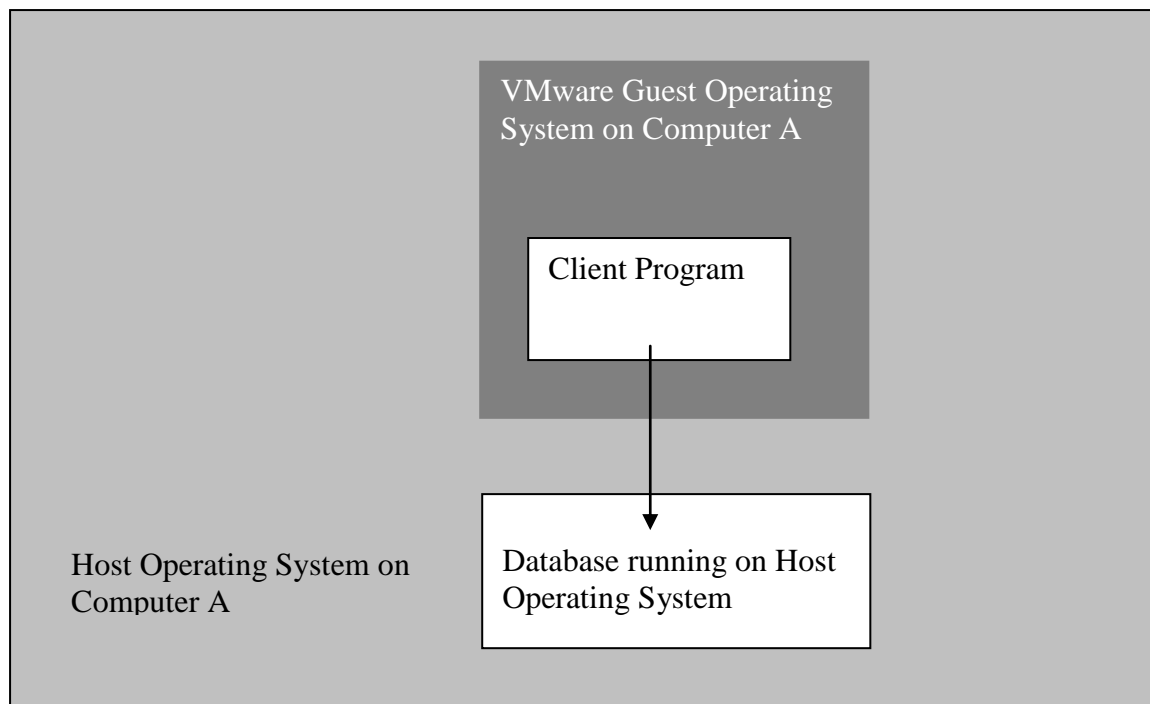 VMware Guest Operating
System on Computer A
Client Program
Database running on Host
Operating System
Host Operating System on
Computer A